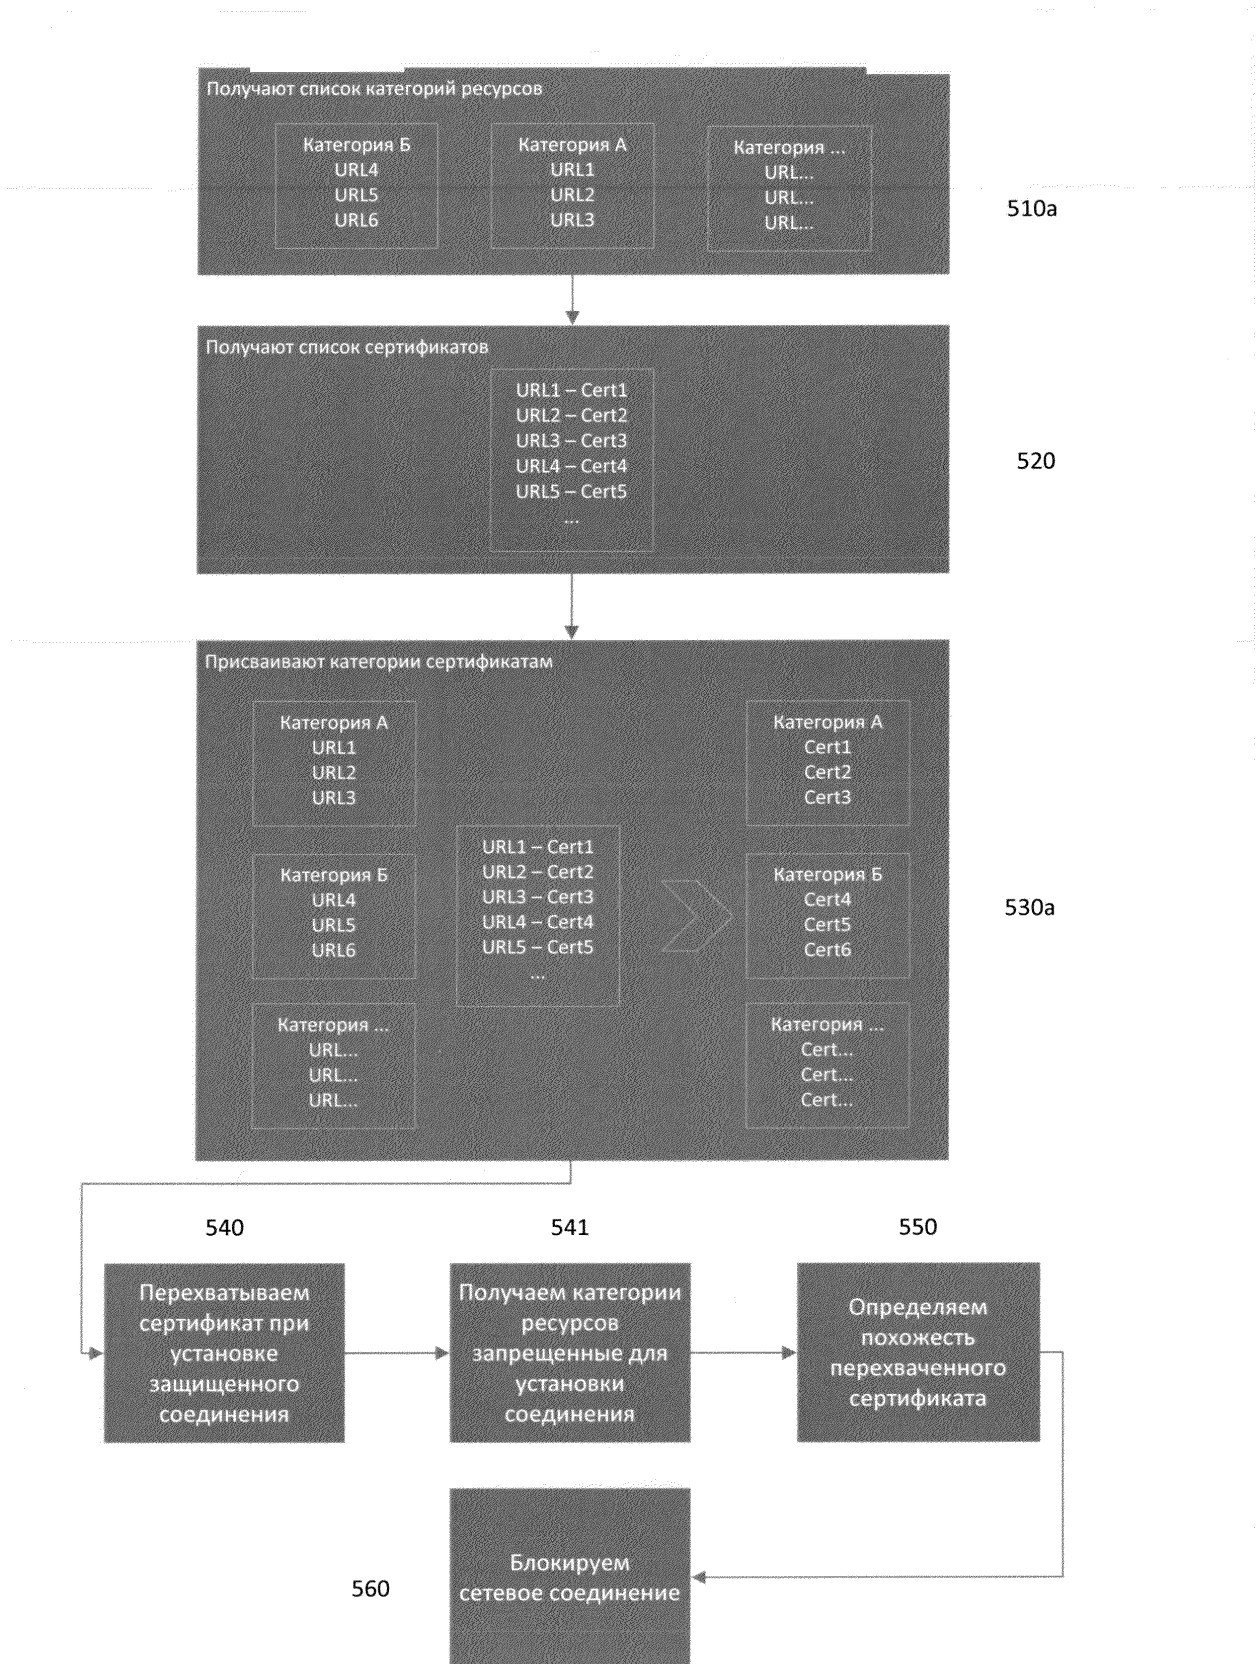 Получают список категорий ресурсов
Категория Б
URL4
URL5
URL6
Категория А
URL1
URL2
URL3
Категория ...
URL...
URL...
URL...
510а
Получают список сертификатов
URL1 – Cert1
URL2 – Cert2
URL3 – Cert3
URL4 – Cert4
URL5 – Cert5
...
520
Присваивают категории сертификатам
Категория А
URL1
URL2
URL3
Категория Б
URL4
URL5
URL6
Категория ...
URL...
URL...
URL...
URL1 – Cert1
URL2 – Cert2
URL3 – Cert3
URL4 – Cert4
URL5 – Cert5
...
Категория А
Cert1
Cert2
Cert3
Категория Б
Cert4
Cert5
Cert6
Категория ...
Cert...
Cert...
Cert...
530а
540
Перехватываем
сертификат при
установке
защищенного
соединения
541
Получаем категории
ресурсов
запрещенные для
установки
соединения
550
Определяем
похожесть
перехваченного
сертификата
560
Блокируем
сетевое соединение